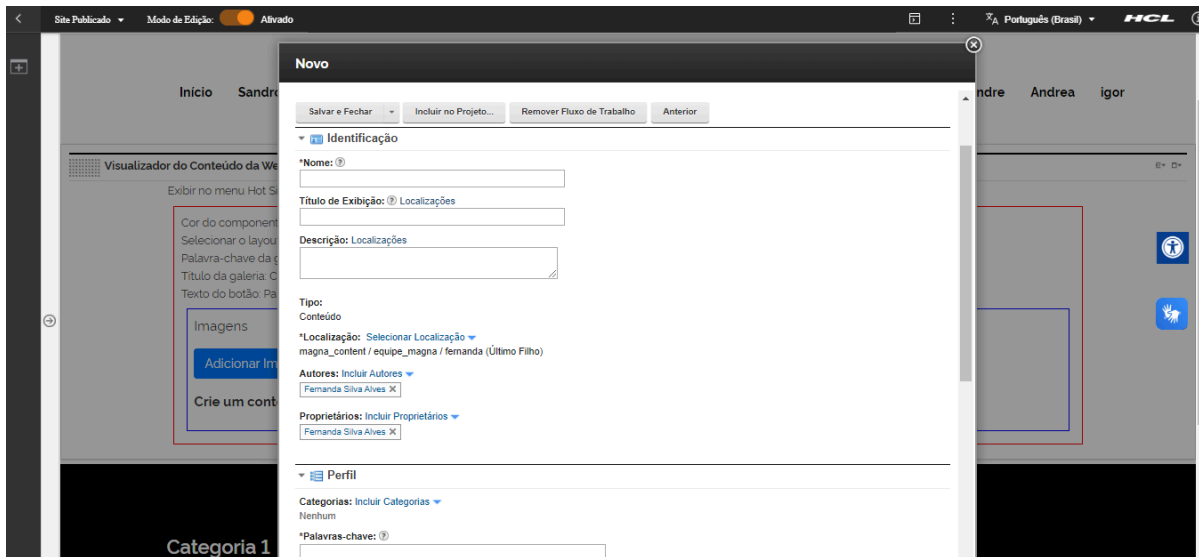 Site Publicado
Modo de Edição:
Ativado
Português (Brasil)
HCL
Início
Novo
Andrea
igor
Salvar e Fechar
Incluir no Projeto...
Remover Fluxo de Trabalho
Anterior
Identificação
*Nome:
Título de Exibição: Localizações
Descrição: Localizações
Tipo:
Conteúdo
*Localização: Selecionar Localização
magna_content / equipe_magna / fernanda (Último Filho)
Autores: Incluir Autores
Fernanda Silva Alves X
Proprietários: Incluir Proprietários
Fernanda Silva Alves X
Perfil
Categorias: Incluir Categorias
Nenhum
*Palavras-chave:
Visualizador do Conteúdo da We
Exibir no menu Hot Si
Cor do component
Selecionar o layou
Palavra-chave da g
Título da galeria: C
Texto do botão: Pa
Imagens
Adicionar Im
Crie um cont
Categoria 1